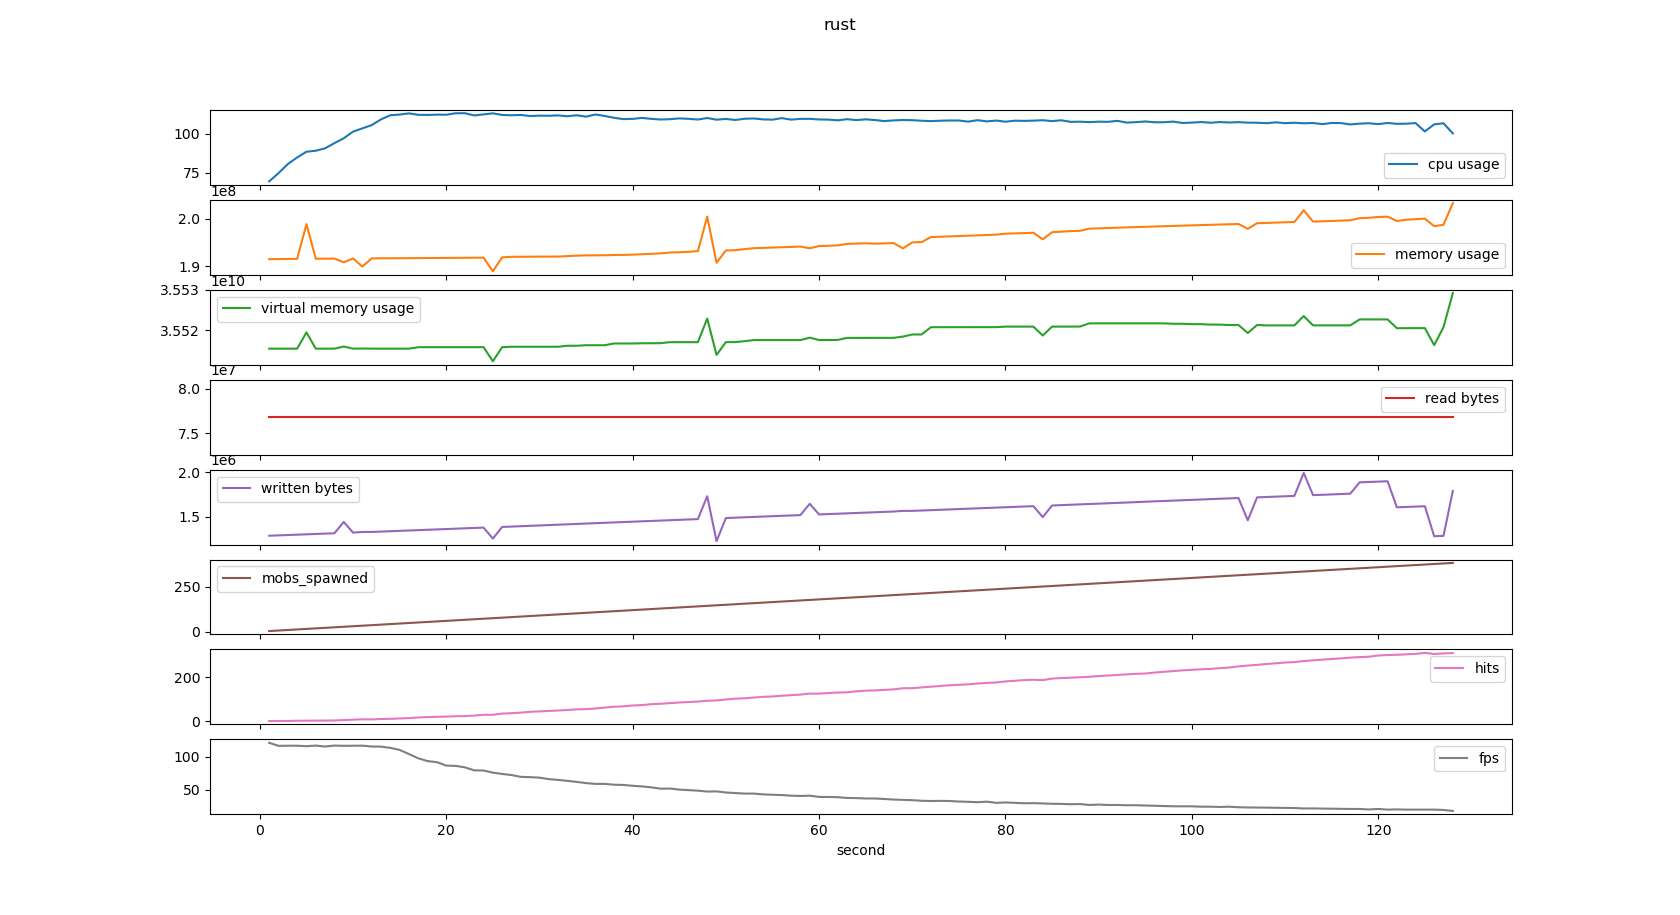 rust
100
75
cpu usage
1e8
2.0
1.9
memory usage
1e10
3.553
3.552
virtual memory usage
1e7
8.0
7.5
read bytes
1e6
2.0
1.5
written bytes
250
0
mobs_spawned
200
0
hits
100
50
fps
0 20 40 60 80 100 120
second